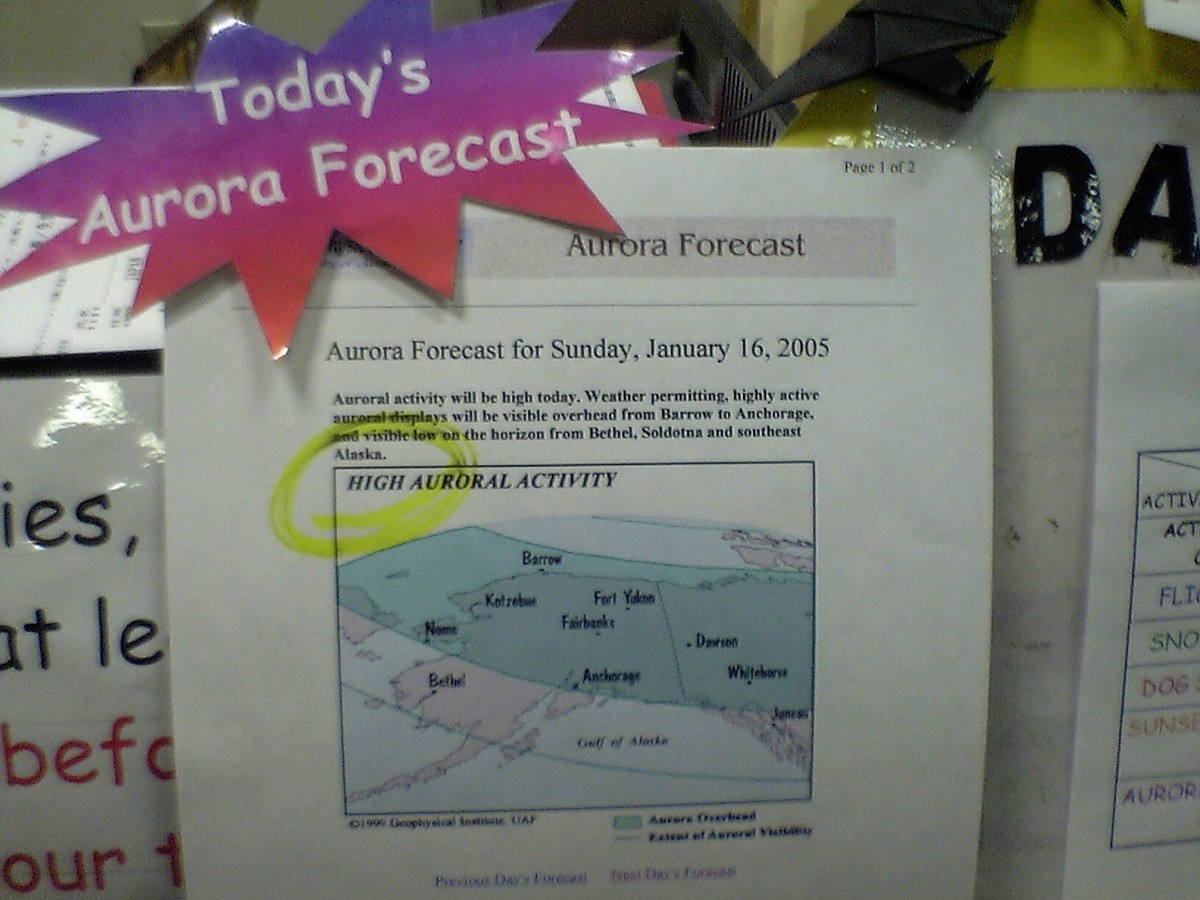 Today's
Aurora Forecast
Page 1 of 2
Aurora Forecast
Aurora Forecast for Sunday, January 16, 2005
Auroral activity will be high today. Weather permitting, highly active
auroral displays will be visible overhead from Barrow to Anchorage,
and visible low on the horizon from Bethel, Soldotna and southeast
Alaska.
HIGH AURORAL ACTIVITY
Barrow
Kotzebue
Fort Yukon
Fairbanks
Nome
Dawson
Bethel
Anchorage
Whitehorse
Juneau
Gulf of Alaska
©1999 Geophysical Institute, UAF
Aurora Overhead
Extent of Auroral Visibility
Previous Day's Forecast Next Day's Forecast
ies,
at le
befo
our t
DA
ACTIV
ACT
FLIG
SNO
DOG S
SUNSE
AUROR